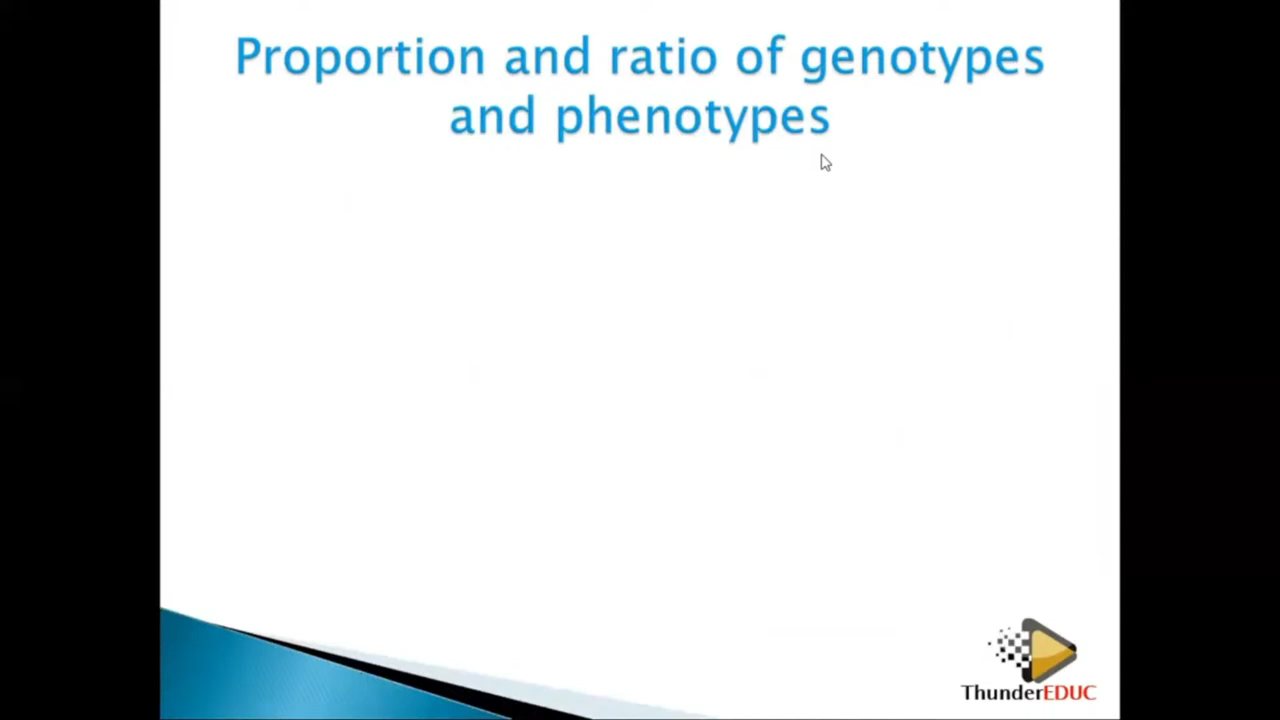 Proportion and ratio of genotypes
and phenotypes
ThunderEDUC